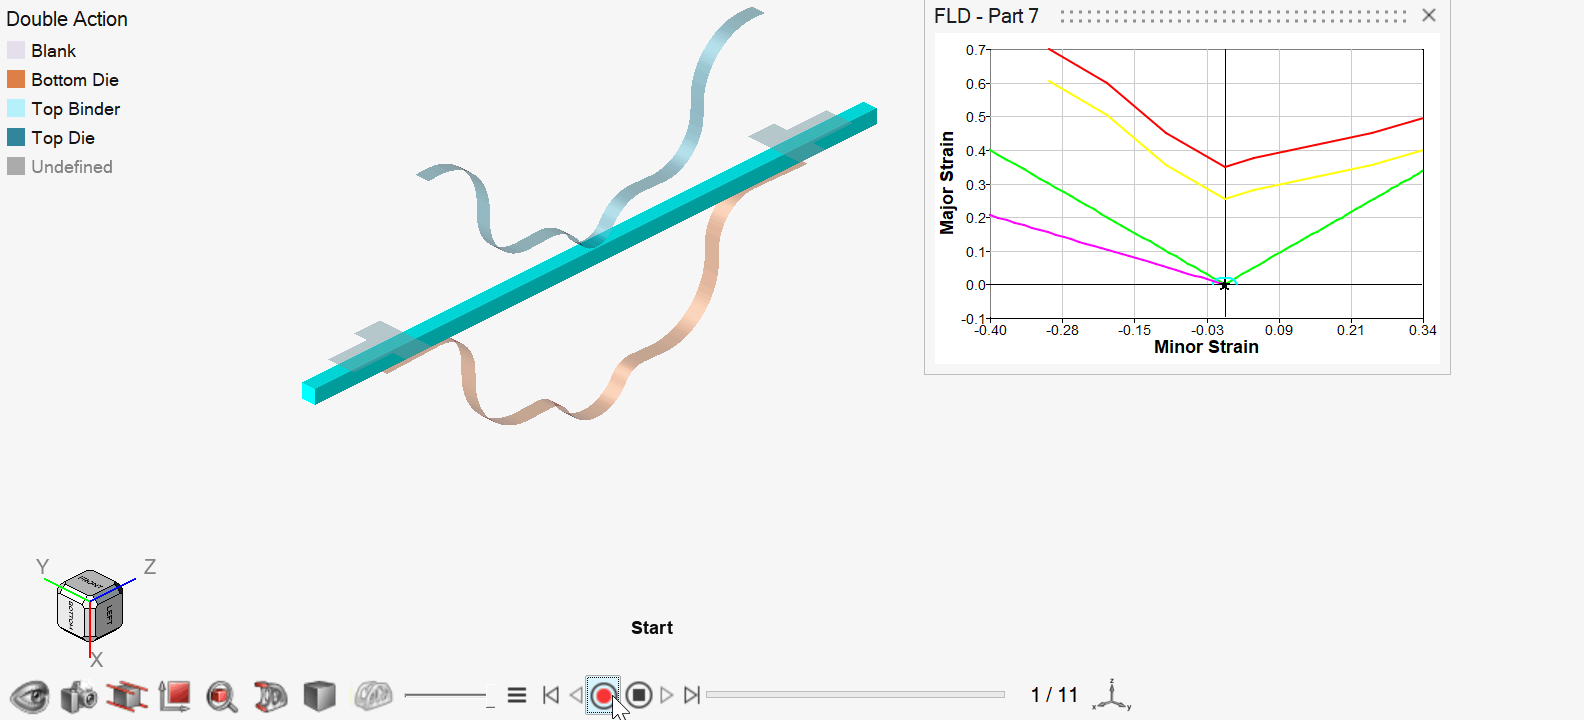 Double Action
Blank
Bottom Die
Top Binder
Top Die
Undefined
FLD - Part 7
0.7
0.6
0.5
0.4
0.3
0.2
0.1
0.0
-0.1
Major Strain
-0.40 -0.28 -0.15 -0.03 0.09 0.21 0.34
Minor Strain
Y Z
FRONT
BOTTOM LEFT
X
Start
1 / 11
z
x y